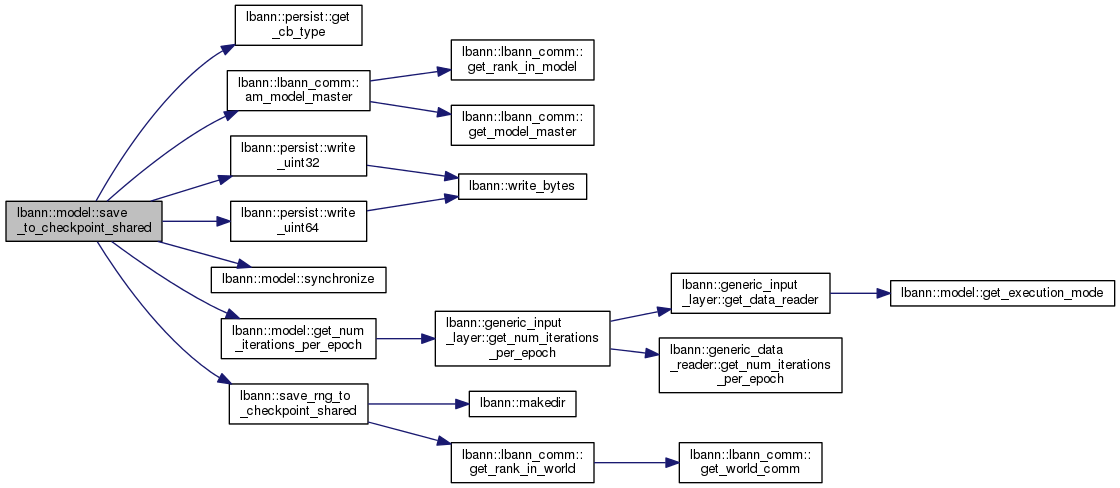 lbann::persist::get
_cb_type
lbann::lbann_comm::
am_model_master
lbann::lbann_comm::
get_rank_in_model
lbann::lbann_comm::
get_model_master
lbann::persist::write
_uint32
lbann::write_bytes
lbann::persist::write
_uint64
lbann::model::save
_to_checkpoint_shared
lbann::model::synchronize
lbann::model::get_num
_iterations_per_epoch
lbann::generic_input
_layer::get_num_iterations
_per_epoch
lbann::generic_input
_layer::get_data_reader
lbann::model::get_execution_mode
lbann::generic_data
_reader::get_num_iterations
_per_epoch
lbann::save_rng_to
_checkpoint_shared
lbann::makedir
lbann::lbann_comm::
get_rank_in_world
lbann::lbann_comm::
get_world_comm